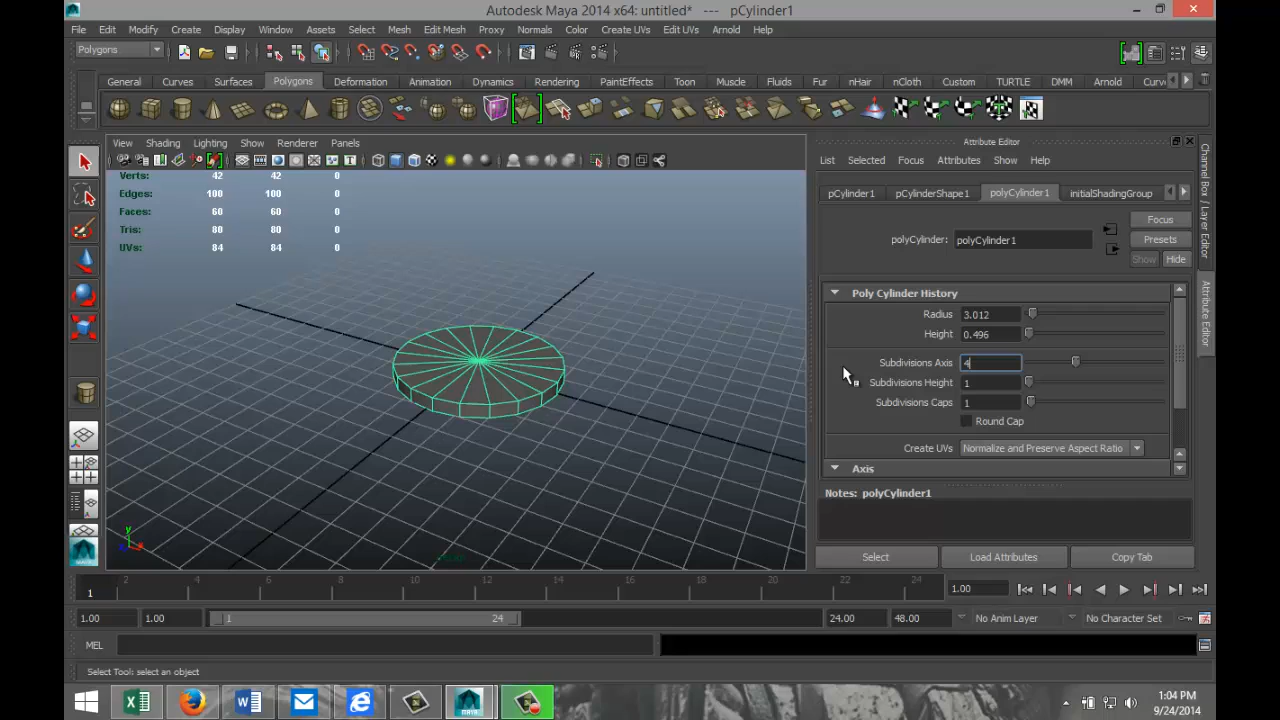 Autodesk Maya 2014 x64: untitled* --- pCylinder1
File Edit Modify Create Display Window Assets Select Mesh Edit Mesh Proxy Normals Color Create UVs Edit UVs Arnold Help
Polygons
General Curves Surfaces Polygons Deformation Animation Dynamics Rendering PaintEffects Toon Muscle Fluids Fur nHair nCloth Custom TURTLE DMM Arnold Curv
View Shading Lighting Show Renderer Panels
Verts: 42 42 0
Edges: 100 100 0
Faces: 60 60 0
Tris: 80 80 0
UVs: 84 84 0
Attribute Editor
List Selected Focus Attributes Show Help
pCylinder1 pCylinderShape1 polyCylinder1 initialShadingGroup
polyCylinder: polyCylinder1
Focus
Presets
Show Hide
Poly Cylinder History
Radius 3.012
Height 0.496
Subdivisions Axis 4
Subdivisions Height 1
Subdivisions Caps 1
Round Cap
Create UVs Normalize and Preserve Aspect Ratio
Axis
Notes: polyCylinder1
Select Load Attributes Copy Tab
Channel Box / Layer Editor
Attribute Editor
y
2 4 6 8 10 12 14 16 18 20 22 24
1
1.00
1.00 1.00 1 24 24.00 48.00 No Anim Layer No Character Set
MEL
Select Tool: select an object
1:04 PM
9/24/2014